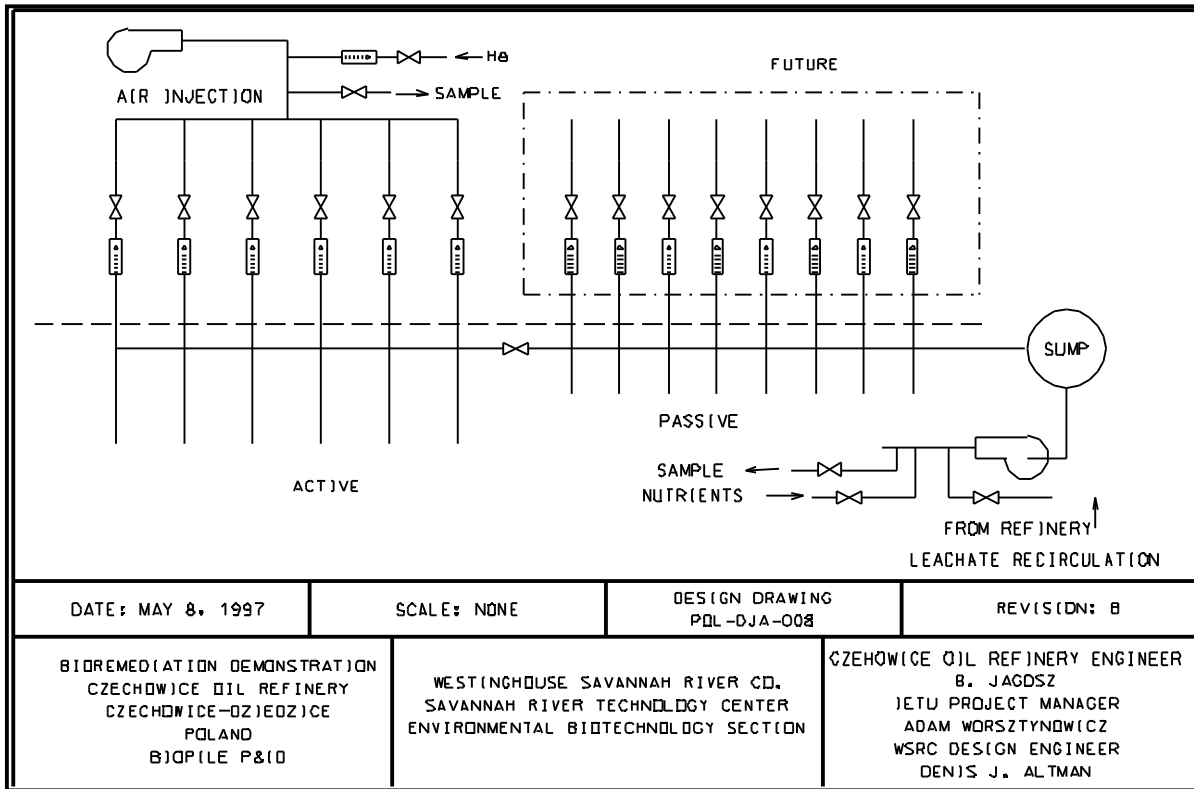 FUTURE
He
AIR INJECTION
SAMPLE
SUMP
PASSIVE
ACTIVE
SAMPLE
NUTRIENTS
FROM REFINERY
LEACHATE RECIRCULATION
DATE: MAY 8, 1997
SCALE: NONE
DESIGN DRAWING
POL-DJA-008
REVISION: B
BIOREMEDIATION DEMONSTRATION
CZECHOWICE OIL REFINERY
CZECHOWICE-DZIEDZICE
POLAND
BIOPILE P&ID
WESTINGHOUSE SAVANNAH RIVER CO.
SAVANNAH RIVER TECHNOLOGY CENTER
ENVIRONMENTAL BIOTECHNOLOGY SECTION
CZEHOWICE OIL REFINERY ENGINEER
B. JAGOSZ
IETU PROJECT MANAGER
ADAM WORSZTYNOWICZ
WSRC DESIGN ENGINEER
DENIS J. ALTMAN